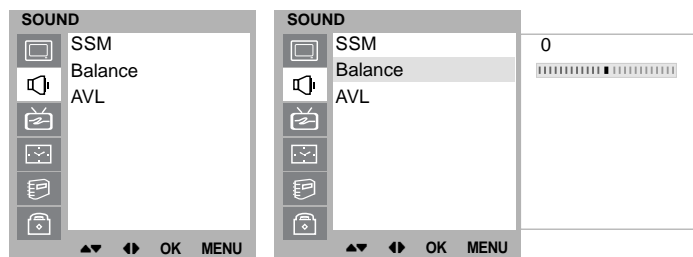 SOUND
SSM
Balance
AVL
▲▼ ◀▶ OK MENU
SOUND
SSM
Balance
AVL
▲▼ ◀▶ OK MENU
0